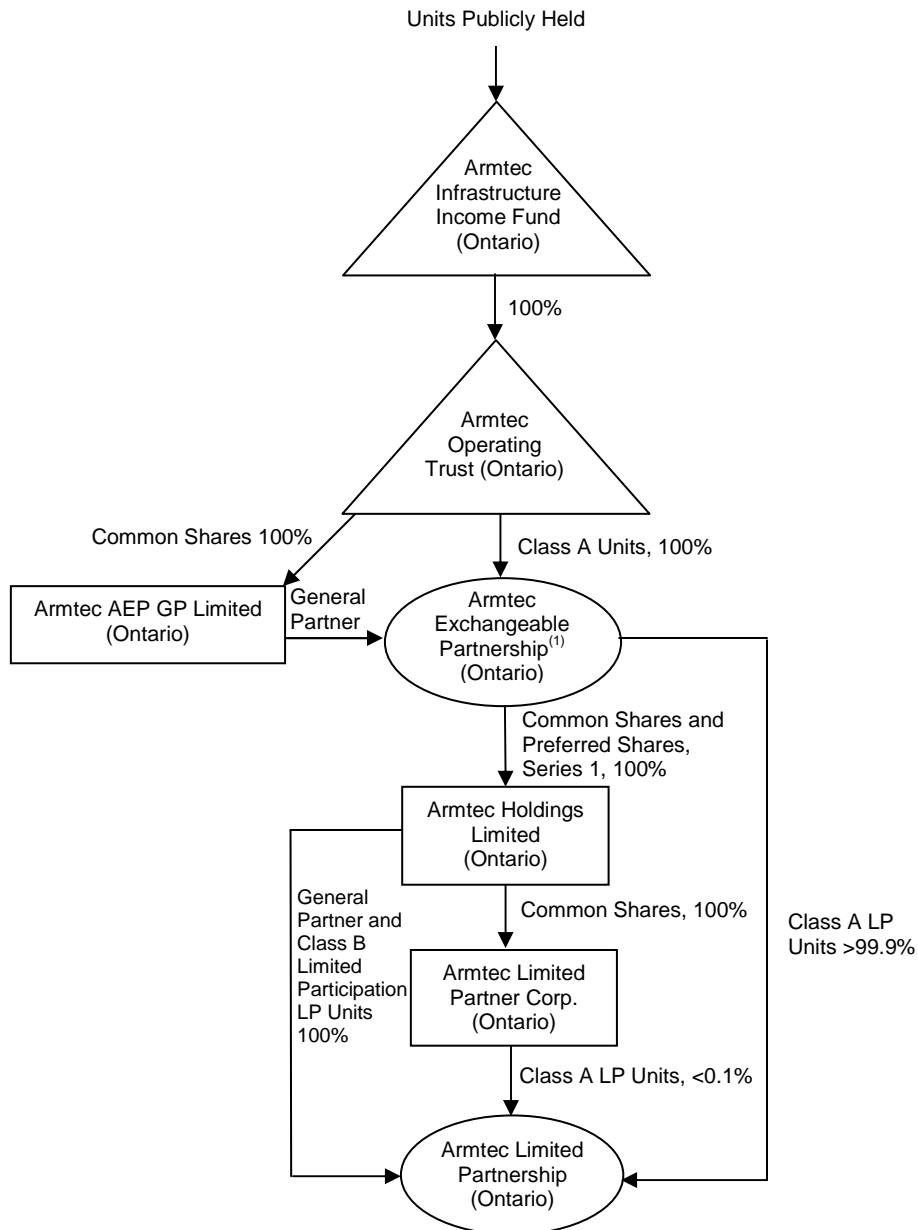 Units Publicly Held
Armtec
Infrastructure
Income Fund
(Ontario)
100%
Armtec
Operating
Trust (Ontario)
Common Shares 100%
Class A Units, 100%
Armtec AEP GP Limited
(Ontario)
General
Partner
Armtec
Exchangeable
Partnership(1)
(Ontario)
Common Shares and
Preferred Shares,
Series 1, 100%
Armtec Holdings
Limited
(Ontario)
General
Partner and
Class B
Limited
Participation
LP Units
100%
Common Shares, 100%
Class A LP
Units >99.9%
Armtec Limited
Partner Corp.
(Ontario)
Class A LP Units, <0.1%
Armtec Limited
Partnership
(Ontario)